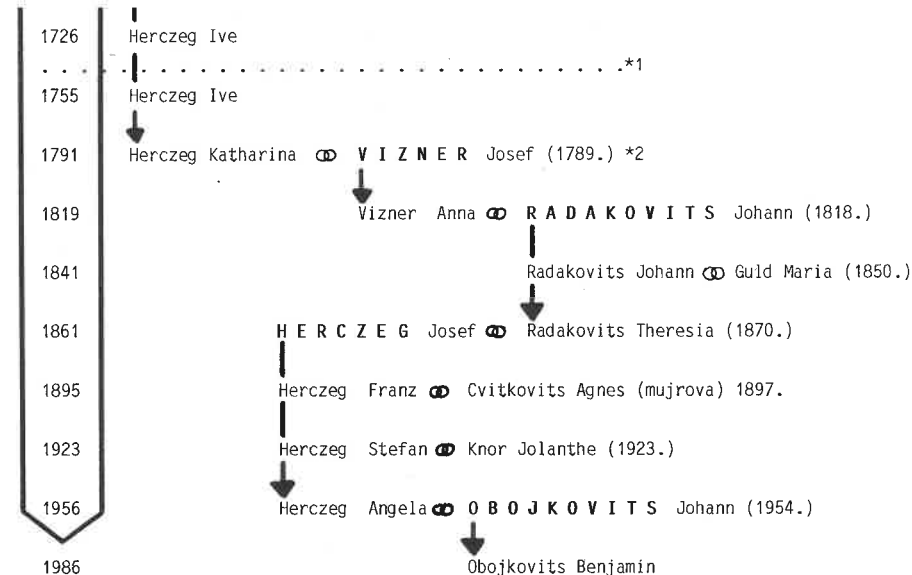 1726 Herczeg Ive
. . . . . . . . . . . . . . . . . . . . . . . . . . . . . . . . . . . .*1
1755 Herczeg Ive
1791 Herczeg Katharina ⚭ V I Z N E R Josef (1789.) *2
1819 Vizner Anna ⚭ R A D A K O V I T S Johann (1818.)
1841 Radakovits Johann ⚭ Guld Maria (1850.)
1861 H E R C Z E G Josef ⚭ Radakovits Theresia (1870.)
1895 Herczeg Franz ⚭ Cvitkovits Agnes (mujrova) 1897.
1923 Herczeg Stefan ⚭ Knor Jolanthe (1923.)
1956 Herczeg Angela ⚭ O B O J K O V I T S Johann (1954.)
1986 Obojkovits Benjamin